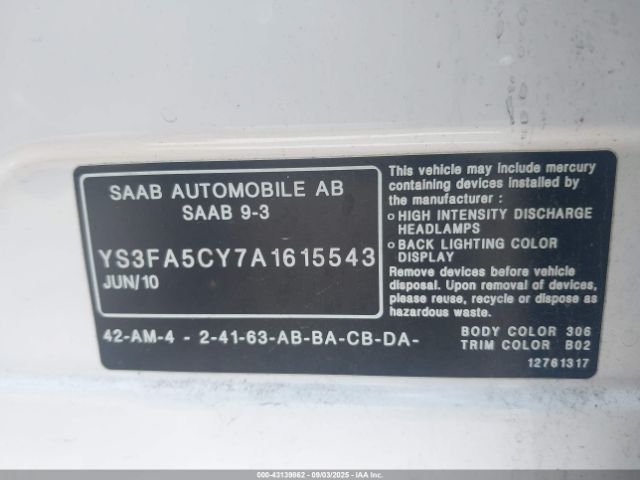 SAAB AUTOMOBILE AB
SAAB 9-3
YS3FA5CY7A1615543
JUN/10
42-AM-4 - 2-41-63-AB-BA-CB-DA-
This vehicle may include mercury
containing devices installed by
the manufacturer :
o HIGH INTENSITY DISCHARGE
HEADLAMPS
o BACK LIGHTING COLOR
DISPLAY
Remove devices before vehicle
disposal. Upon removal of devices,
please reuse, recycle or dispose as
hazardous waste.
BODY COLOR 306
TRIM COLOR B02
12761317
000-43139862 - 09/03/2025 - IAAI.COM